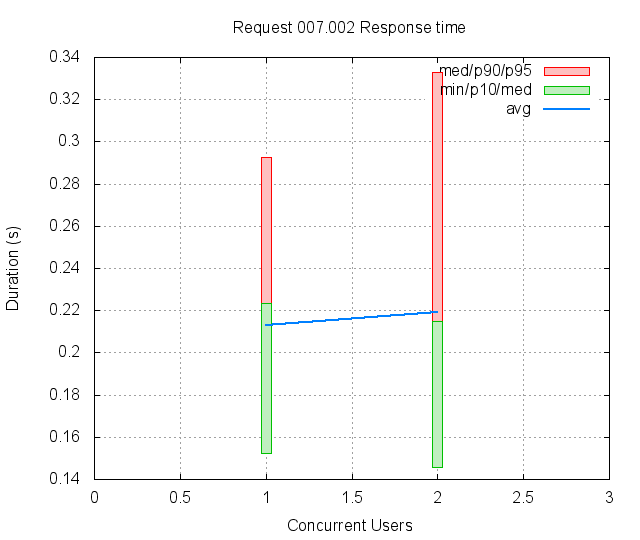 Request 007.002 Response time
0.34
0.32
0.3
0.28
0.26
0.24
0.22
0.2
0.18
0.16
0.14
Duration (s)
med/p90/p95
min/p10/med
avg
0 0.5 1 1.5 2 2.5 3
Concurrent Users